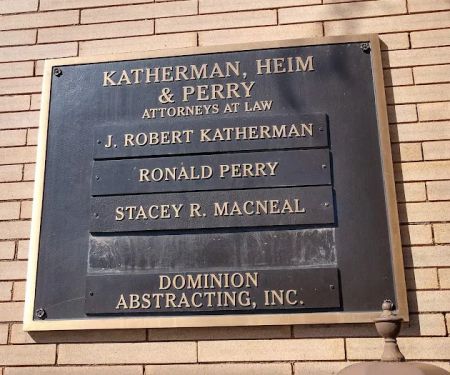 KATHERMAN, HEIM
& PERRY
ATTORNEYS AT LAW
J. ROBERT KATHERMAN
RONALD PERRY
STACEY R. MACNEAL
DOMINION
ABSTRACTING, INC.